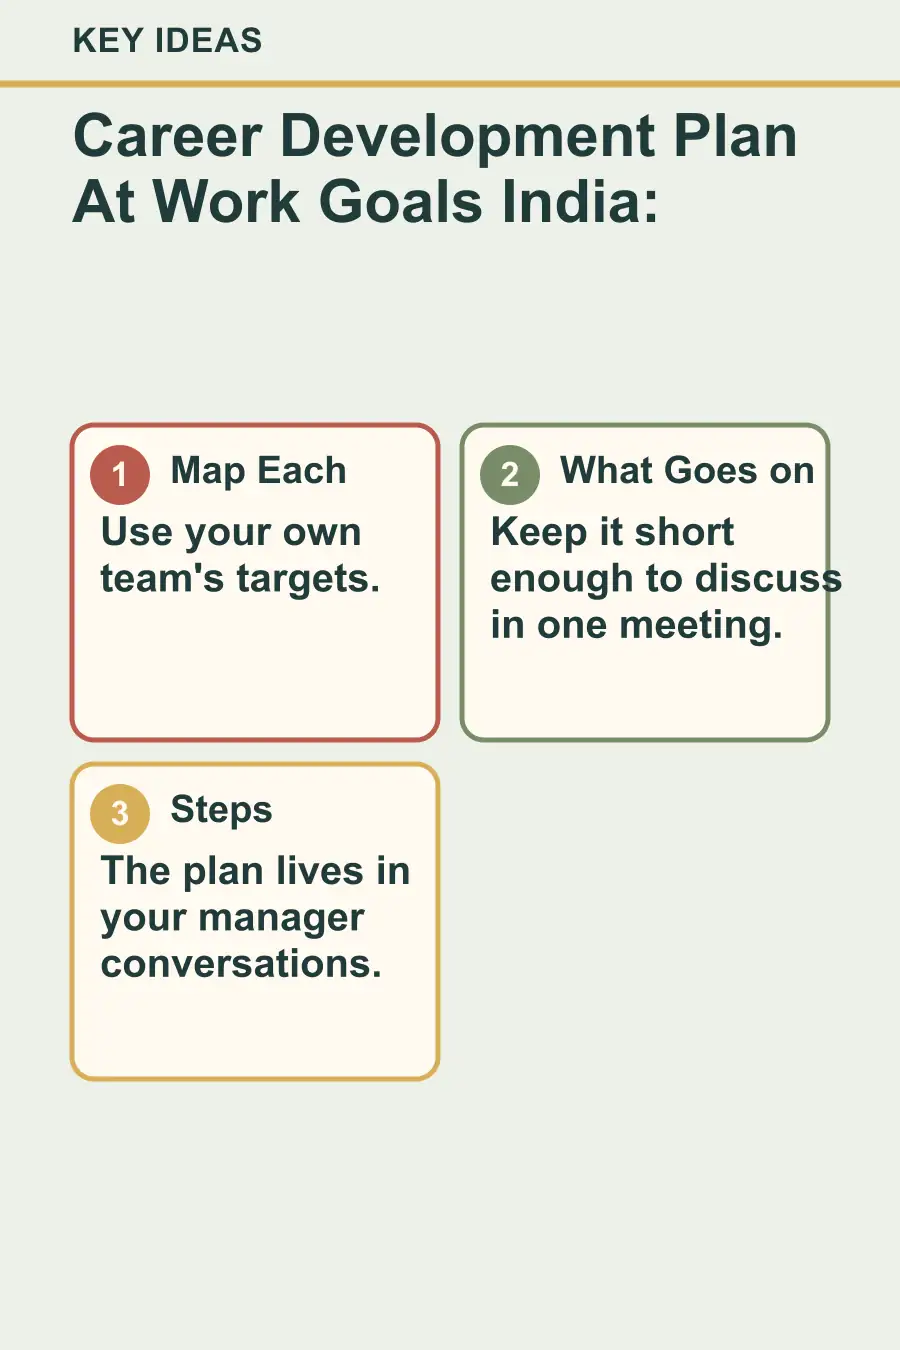 KEY IDEAS
Career Development Plan
At Work Goals India:
1 Map Each
Use your own
team's targets.
2 What Goes on
Keep it short
enough to discuss
in one meeting.
3 Steps
The plan lives in
your manager
conversations.